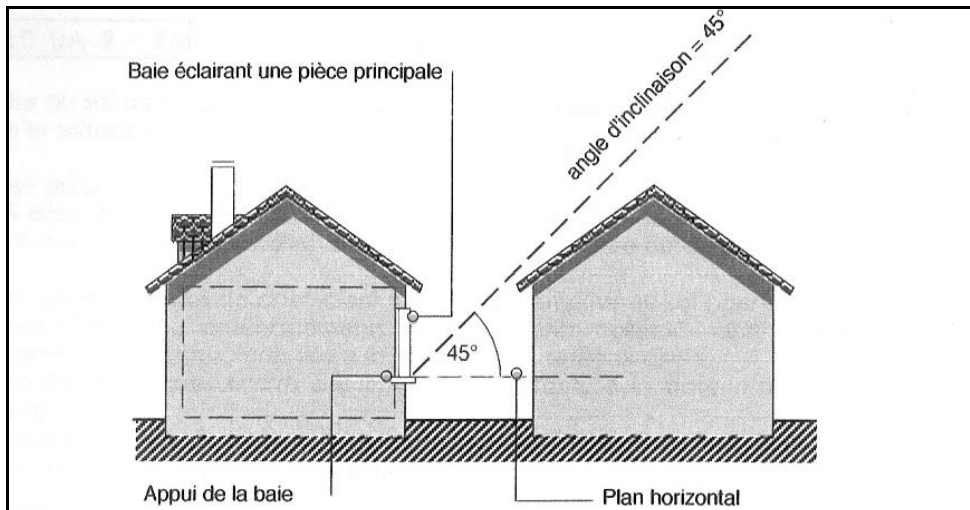 Baie éclairant une pièce principale
angle d'inclinaison = 45°
45°
Appui de la baie
Plan horizontal